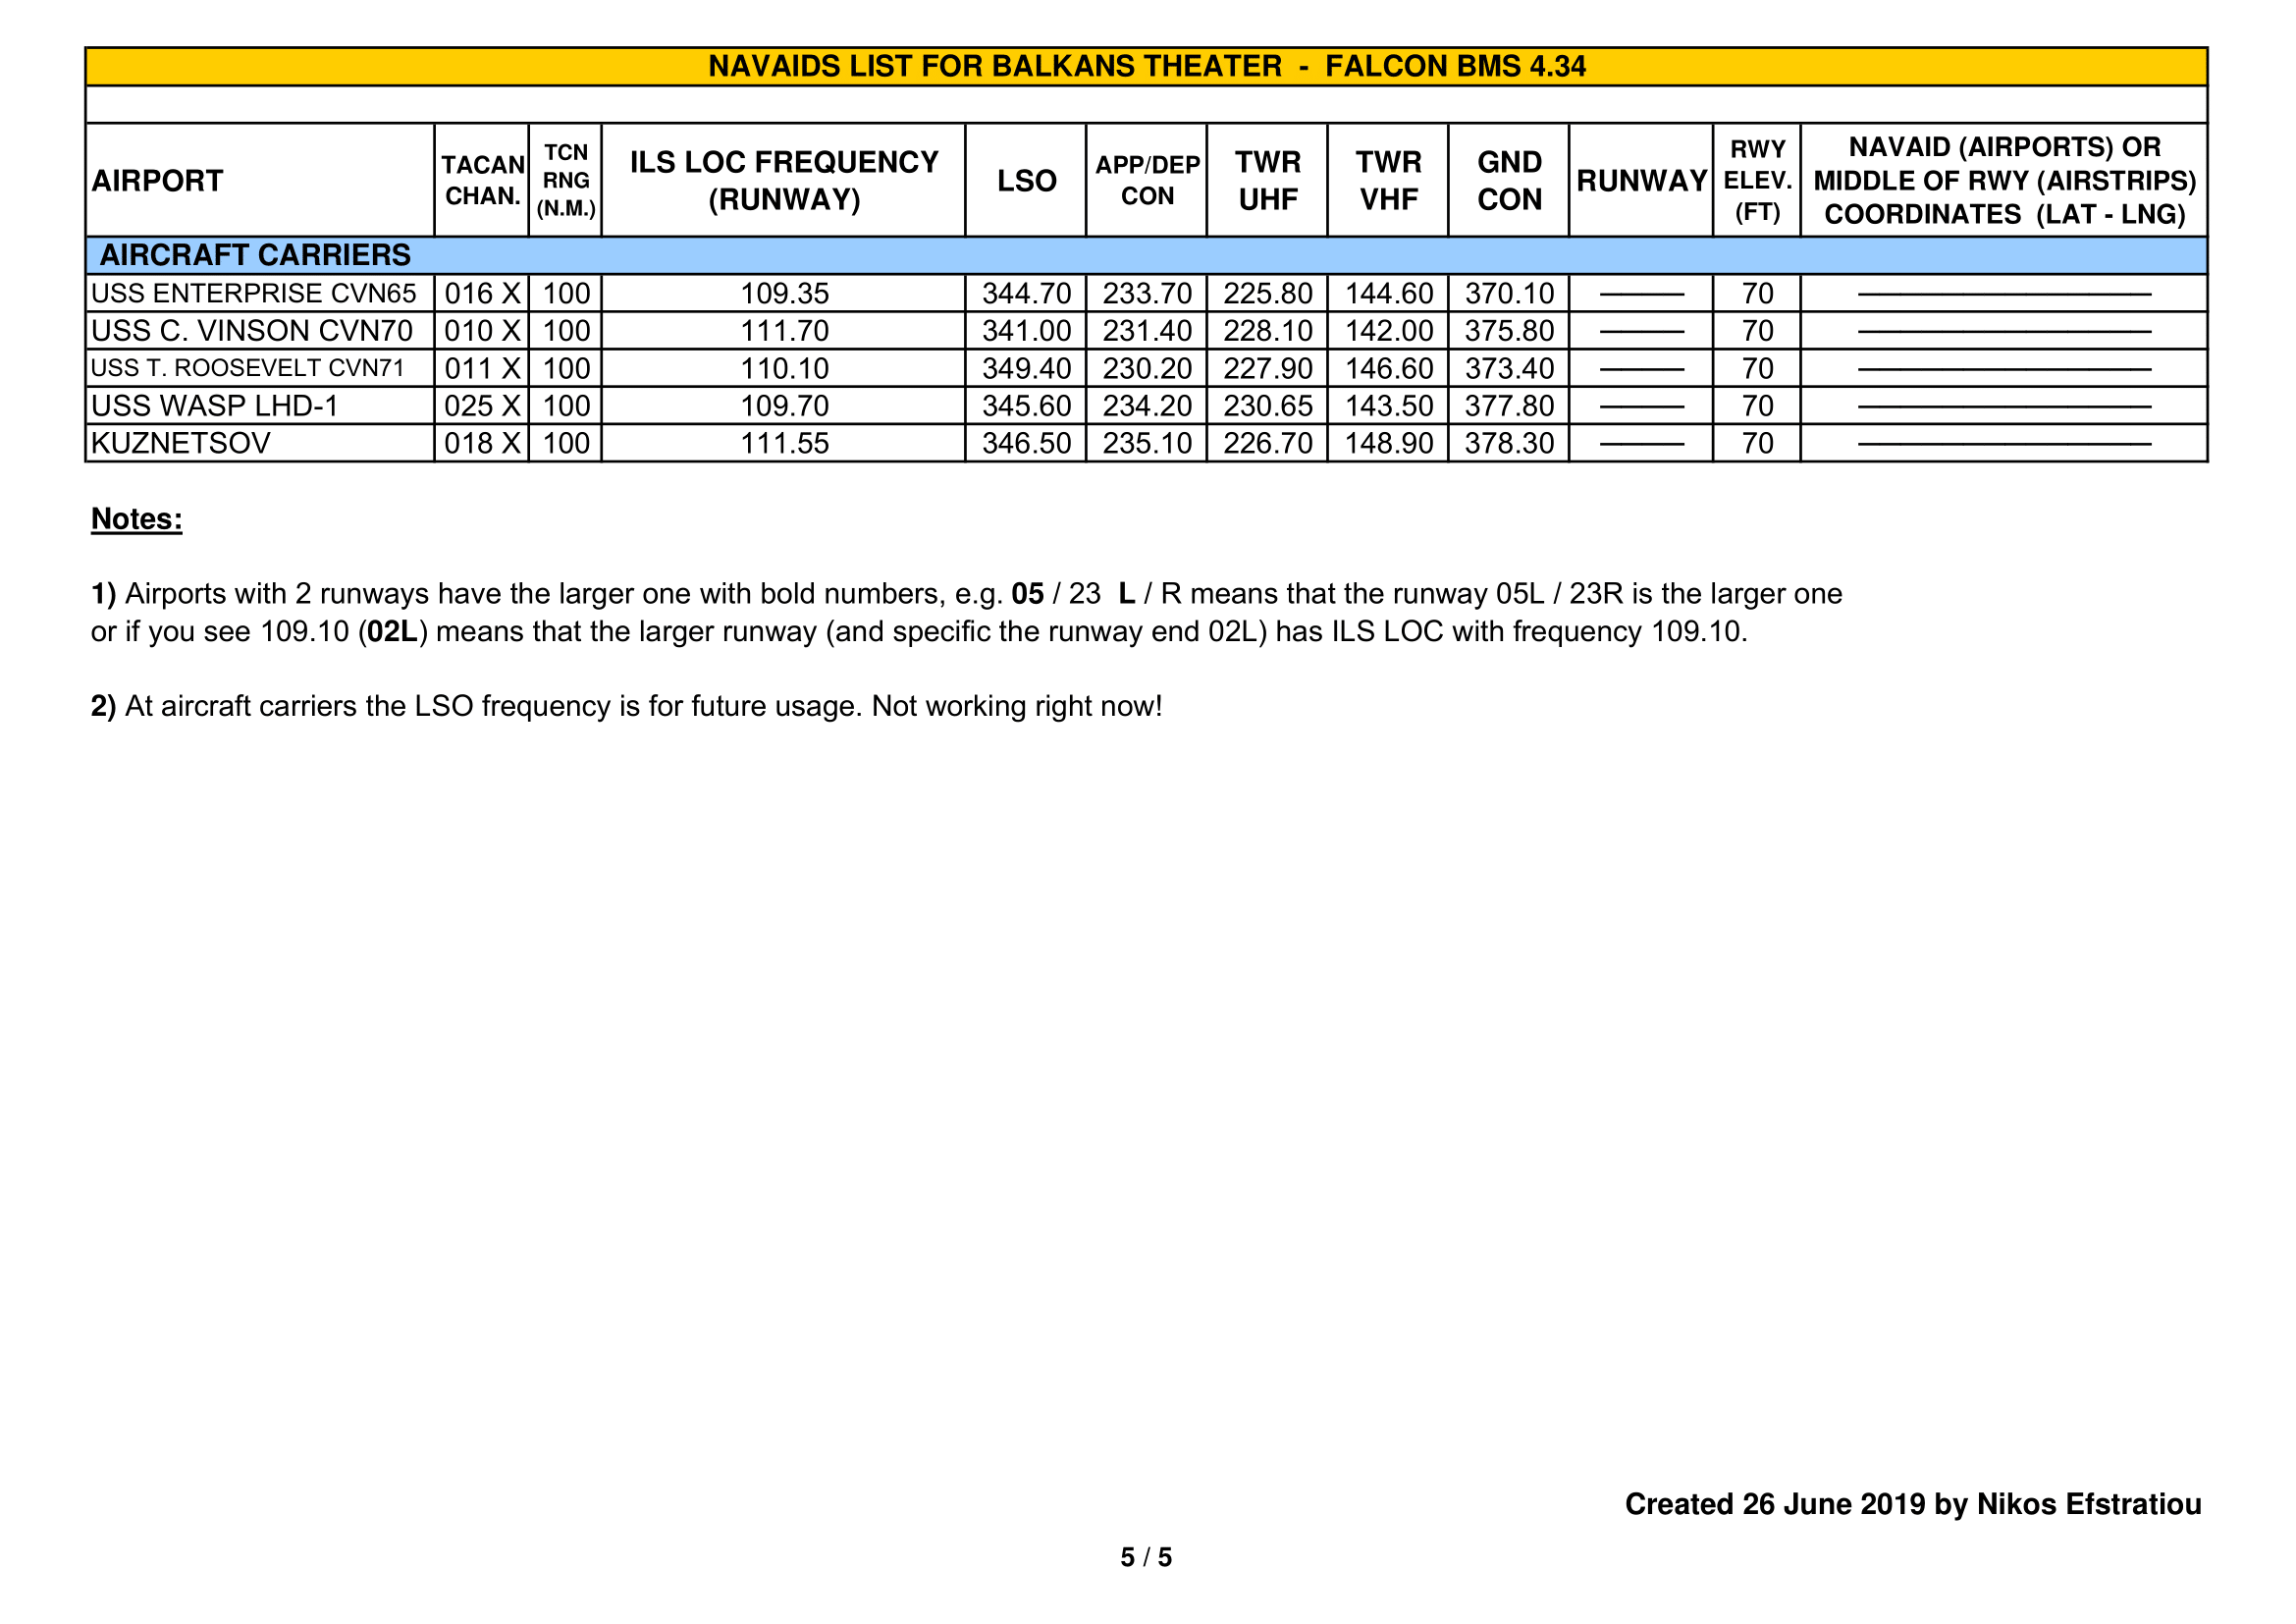 NAVAIDS LIST FOR BALKANS THEATER - FALCON BMS 4.34
AIRPORT TACAN CHAN. TCN RNG (N.M.) ILS LOC FREQUENCY (RUNWAY) LSO APP/DEP CON TWR UHF TWR VHF GND CON RUNWAY RWY ELEV. (FT) NAVAID (AIRPORTS) OR MIDDLE OF RWY (AIRSTRIPS) COORDINATES (LAT - LNG)
AIRCRAFT CARRIERS
USS ENTERPRISE CVN65 016 X 100 109.35 344.70 233.70 225.80 144.60 370.10 ——— 70 ———————
USS C. VINSON CVN70 010 X 100 111.70 341.00 231.40 228.10 142.00 375.80 ——— 70 ———————
USS T. ROOSEVELT CVN71 011 X 100 110.10 349.40 230.20 227.90 146.60 373.40 ——— 70 ———————
USS WASP LHD-1 025 X 100 109.70 345.60 234.20 230.65 143.50 377.80 ——— 70 ———————
KUZNETSOV 018 X 100 111.55 346.50 235.10 226.70 148.90 378.30 ——— 70 ———————
Notes:
1) Airports with 2 runways have the larger one with bold numbers, e.g. 05 / 23 L / R means that the runway 05L / 23R is the larger one
or if you see 109.10 (02L) means that the larger runway (and specific the runway end 02L) has ILS LOC with frequency 109.10.
2) At aircraft carriers the LSO frequency is for future usage. Not working right now!
Created 26 June 2019 by Nikos Efstratiou
5 / 5